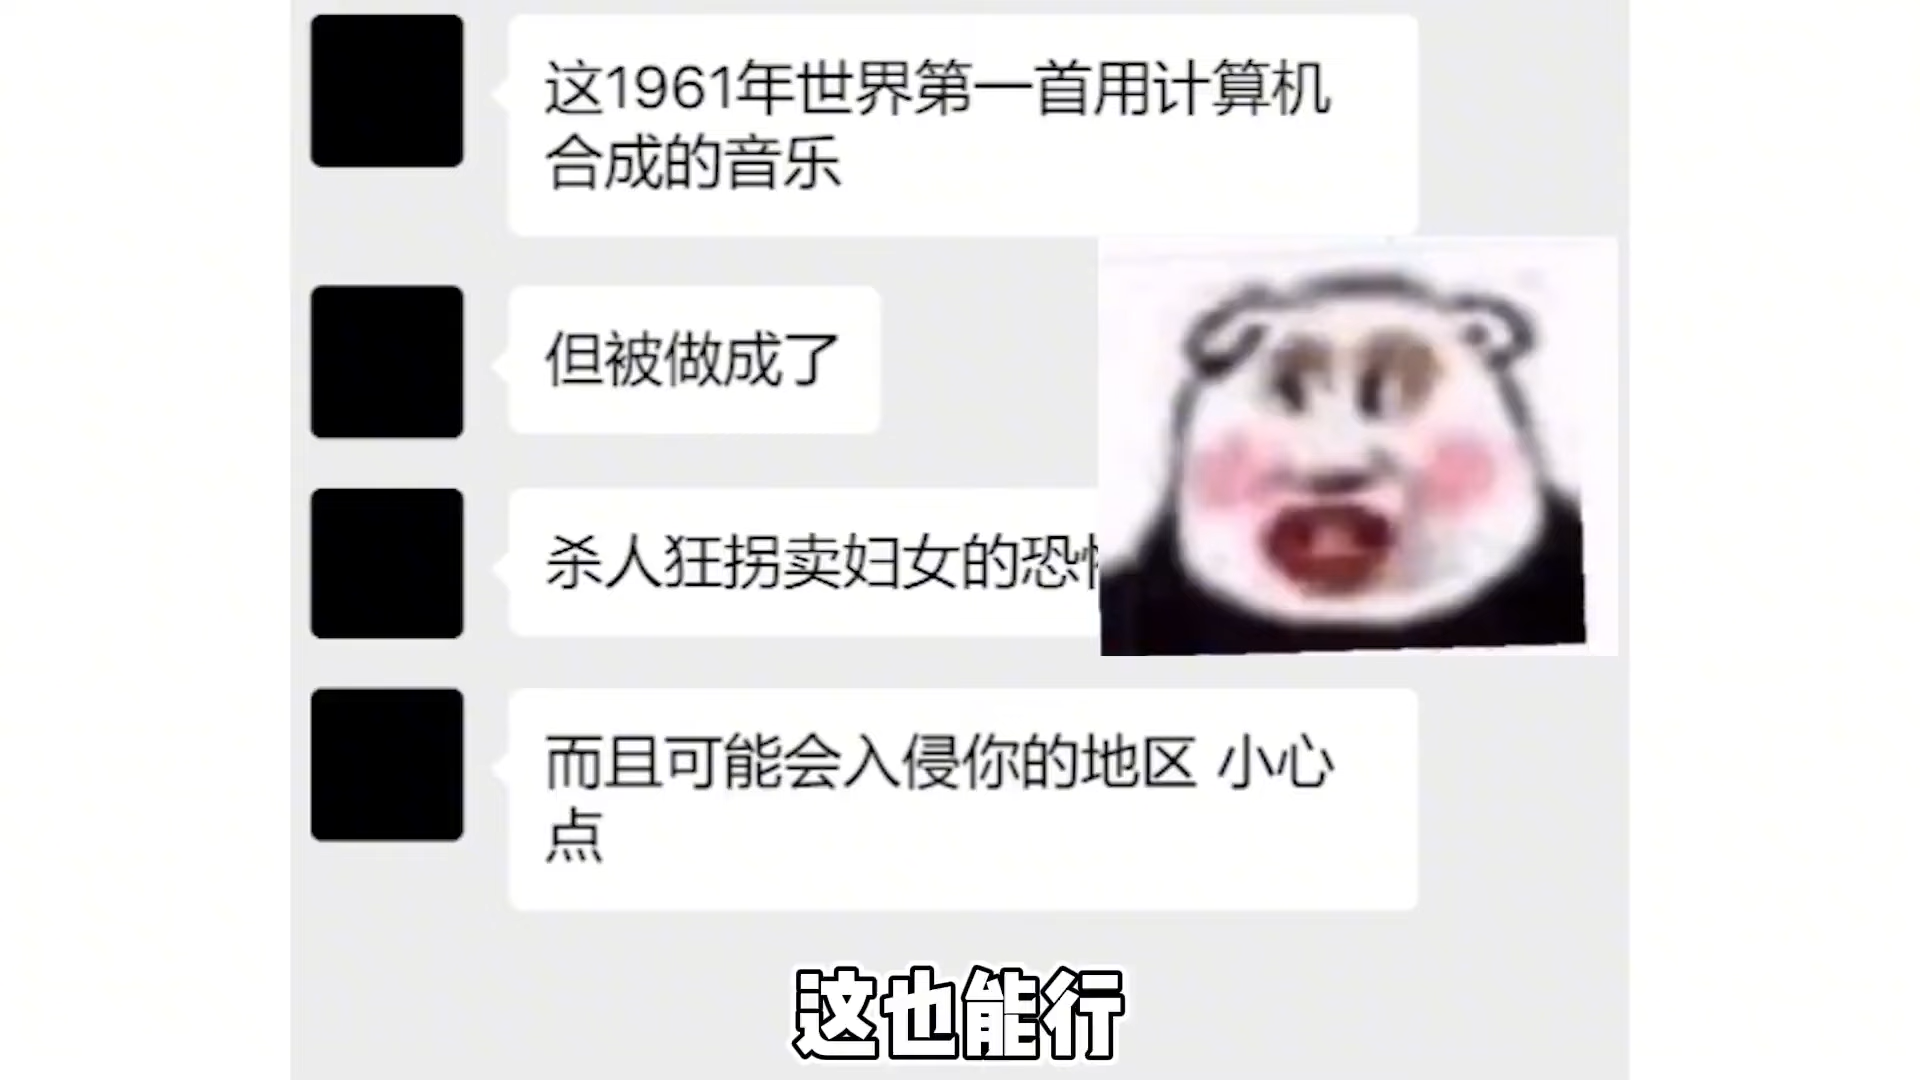 这1961年世界第一首用计算机
合成的音乐
但被做成了
杀人狂拐卖妇女的恐
而且可能会入侵你的地区 小心
点
这也能行